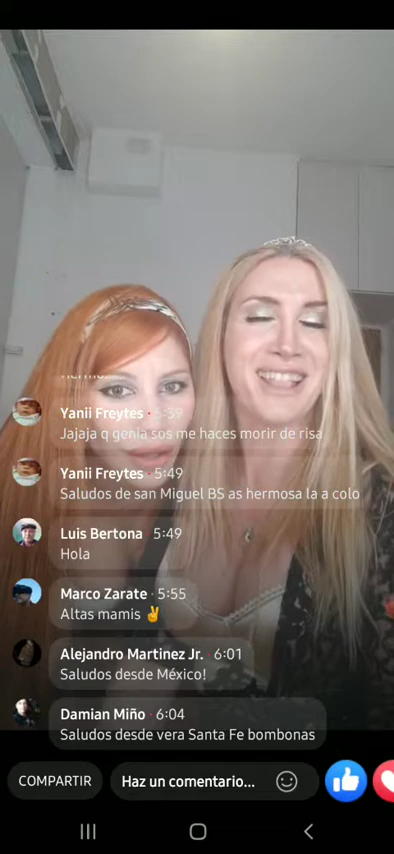 Yanii Freytes · 5:39
Jajaja q genia sos me haces morir de risa
Yanii Freytes · 5:49
Saludos de san Miguel BS as hermosa la a colo
Luis Bertona · 5:49
Hola
Marco Zarate · 5:55
Altas mamis ✌
Alejandro Martinez Jr. · 6:01
Saludos desde México!
Damian Miño · 6:04
Saludos desde vera Santa Fe bombonas
COMPARTIR
Haz un comentario...